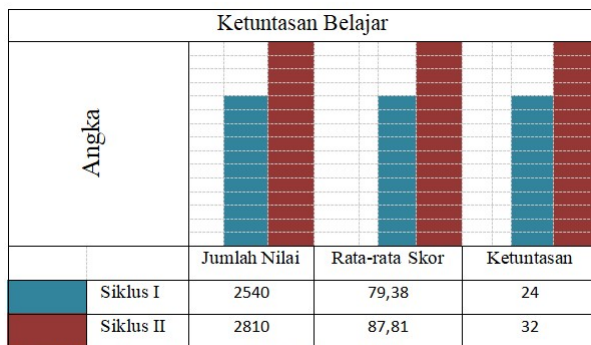 Ketuntasan Belajar
Angka
Jumlah Nilai Rata-rata Skor Ketuntasan
Siklus I 2540 79,38 24
Siklus II 2810 87,81 32